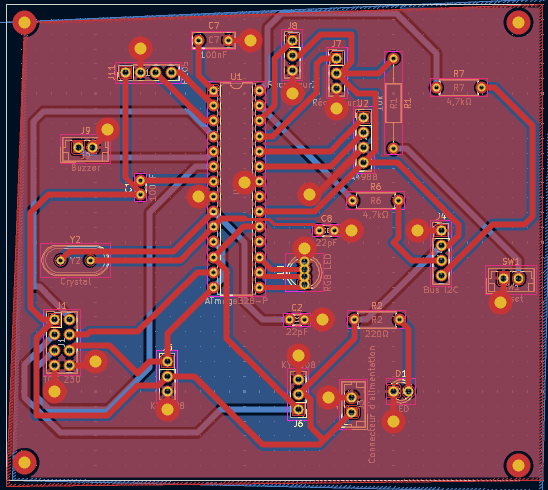 C7
C7
100nF
J8
J7
U1
J11
R7
R7
4,7kΩ
R1
R1
U2
J9
Buzzer
R6
R6
4,7kΩ
J4
C8
22pF
Y2
Y2
Crystal
RGB LED
SW1
Bus I2C
ATmega328-P
J1
C2
22pF
R2
R2
220Ω
D1
J6
Connecteur d'alimentation